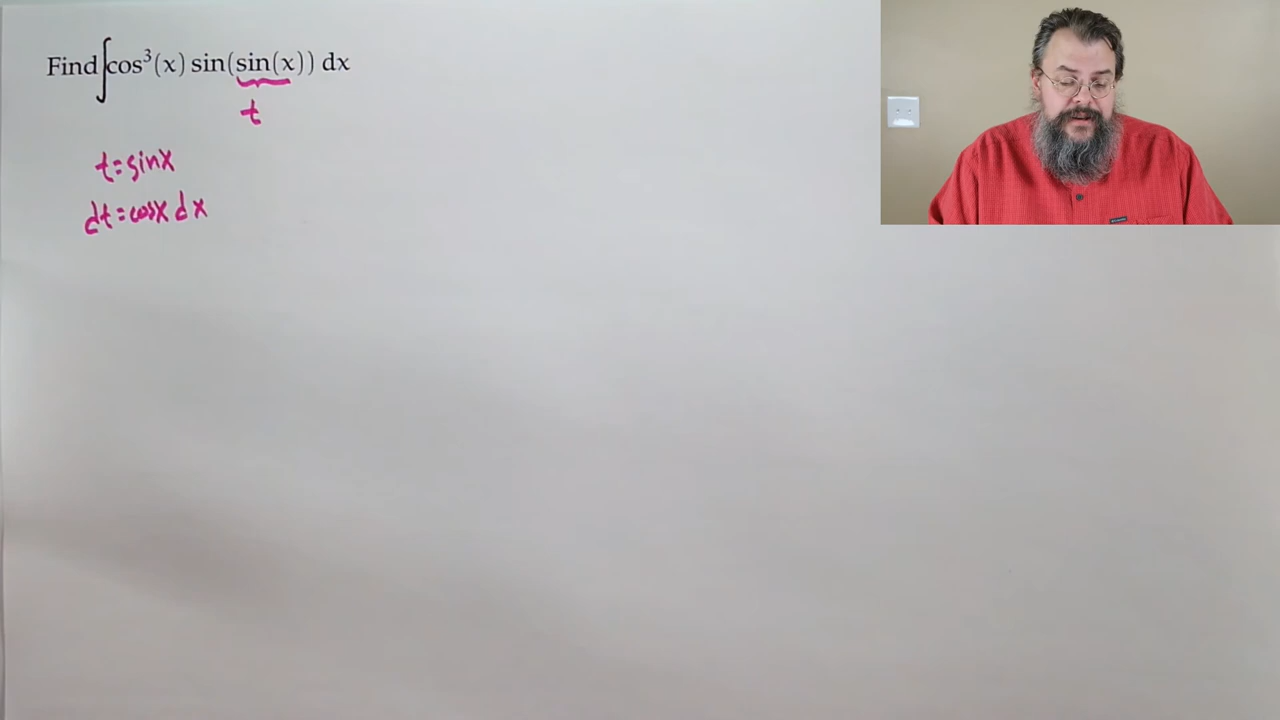 Find ∫cos³(x) sin(sin(x)) dx
t
t=sinx
dt=cosx dx